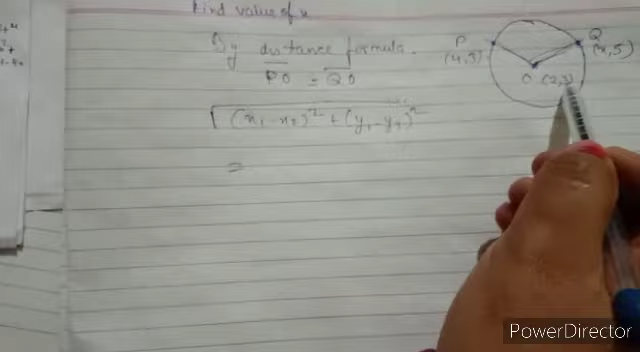 Find value of x
By distance formula.
PO = QO
√(x₁-x₂)²+(y₁-y₂)²
=
P
(4,3)
Q
(x,5)
O (2,3)
PowerDirector